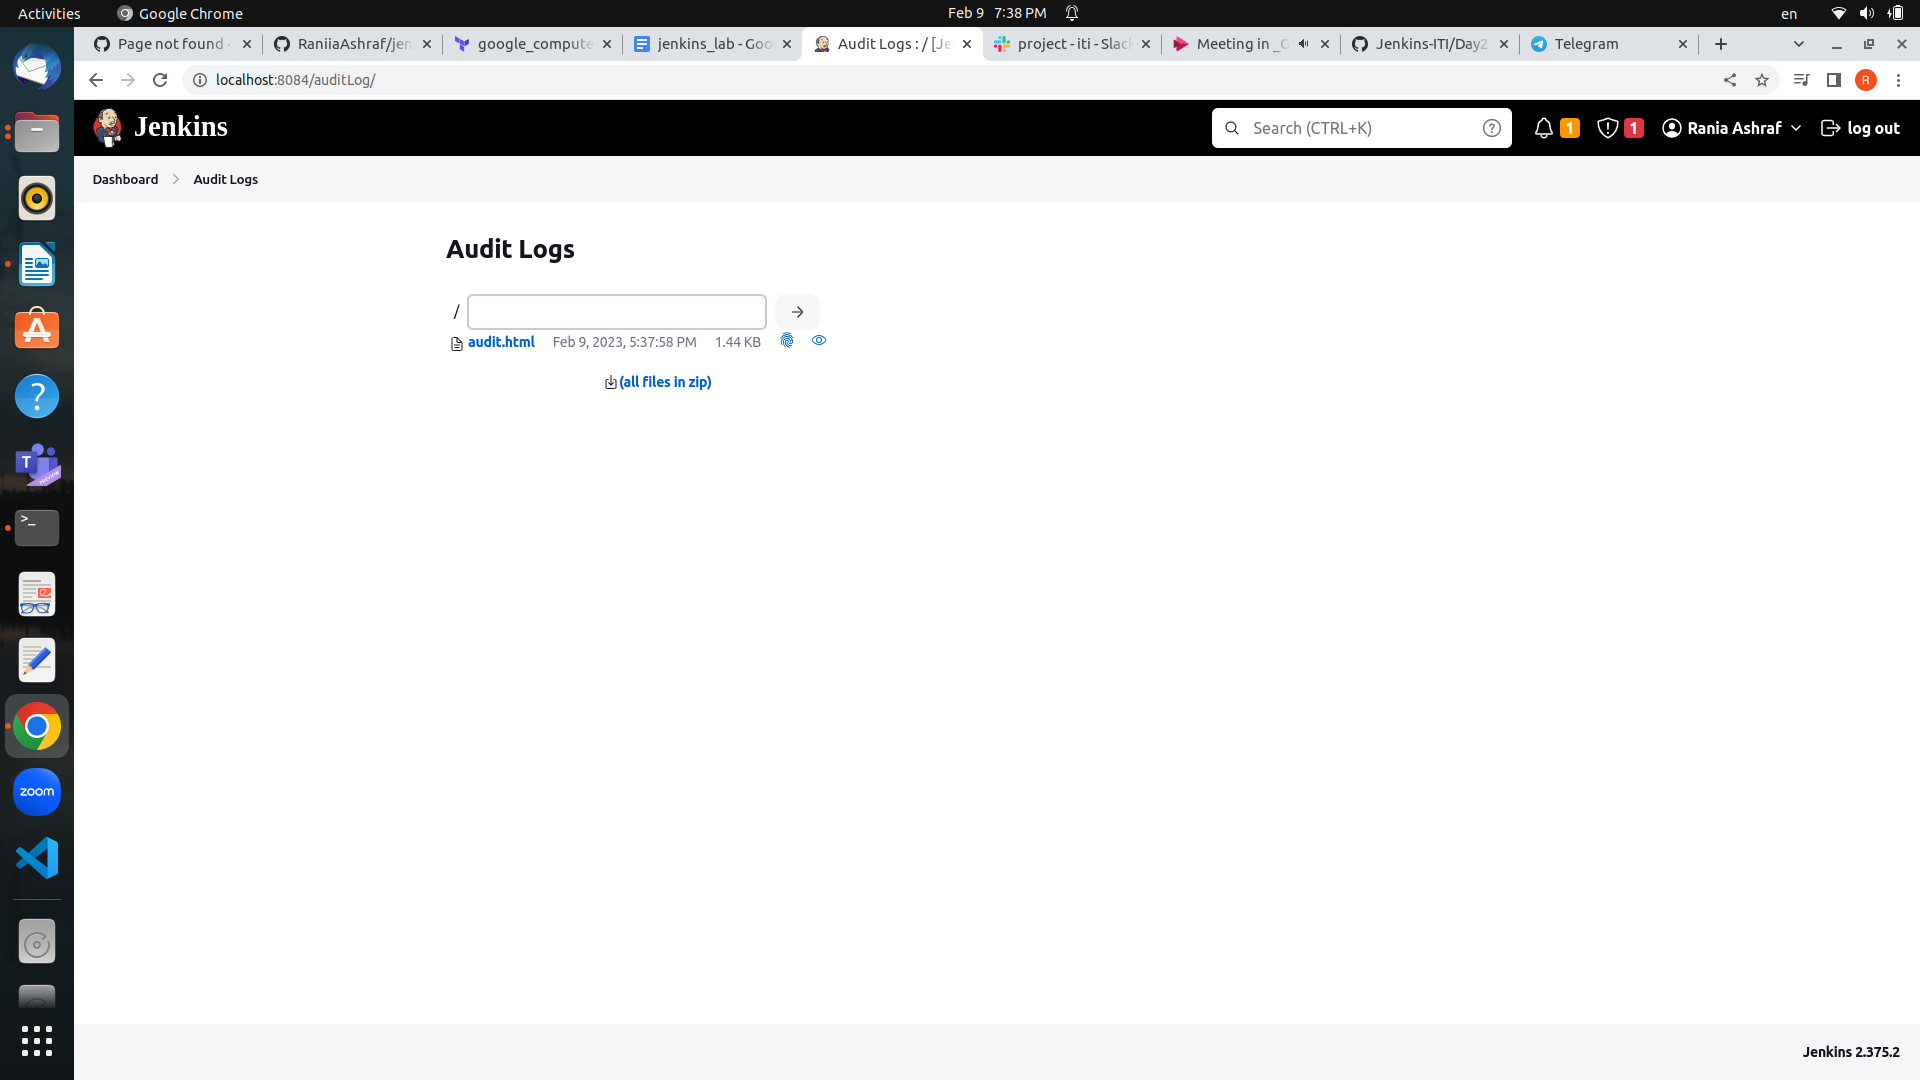 Activities
Google Chrome
Feb 9 7:38 PM
en
Page not found
RaniiaAshraf/jen
google_compute
jenkins_lab - Goo
Audit Logs : / [Je
project - iti - Slack
Meeting in _G
Jenkins-ITI/Day2
Telegram
localhost:8084/auditLog/
R
Jenkins
Search (CTRL+K)
1
1
Rania Ashraf
log out
Dashboard
Audit Logs
Audit Logs
/
audit.html Feb 9, 2023, 5:37:58 PM 1.44 KB
(all files in zip)
T
PREVIEW
>_
zoom
Jenkins 2.375.2